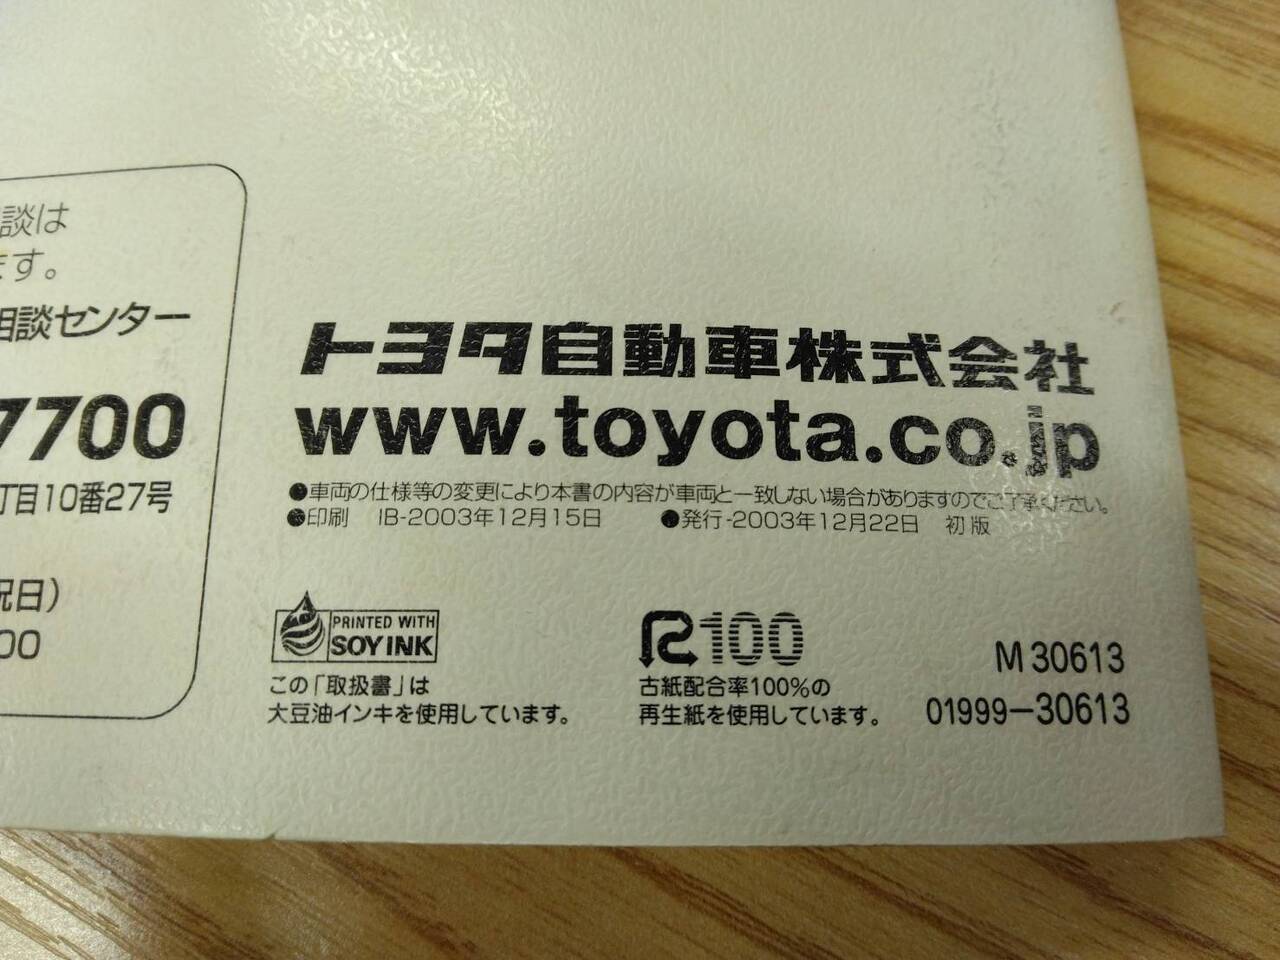 談は
ます。
相談センター
7700
丁目10番27号
祝日)
00
トヨタ自動車株式会社
www.toyota.co.jp
●車両の仕様等の変更により本書の内容が車両と一致しない場合がありますのでご了承ください。
●印刷 IB-2003年12月15日 ●発行-2003年12月22日 初版
PRINTED WITH
SOY INK
この「取扱書」は
大豆油インキを使用しています。
R100
古紙配合率100%の
再生紙を使用しています。
M 30613
01999-30613